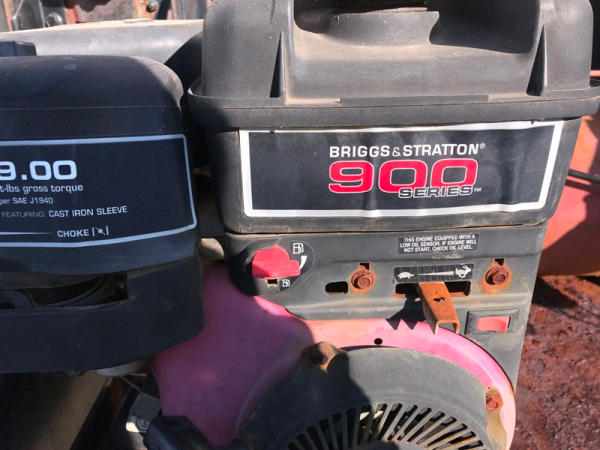 9.00
t-lbs gross torque
per SAE J1940
FEATURING: CAST IRON SLEEVE
CHOKE
BRIGGS & STRATTON®
900
SERIES™
THIS ENGINE EQUIPPED WITH A
LOW OIL SENSOR. IF ENGINE WILL
NOT START, CHECK OIL LEVEL.